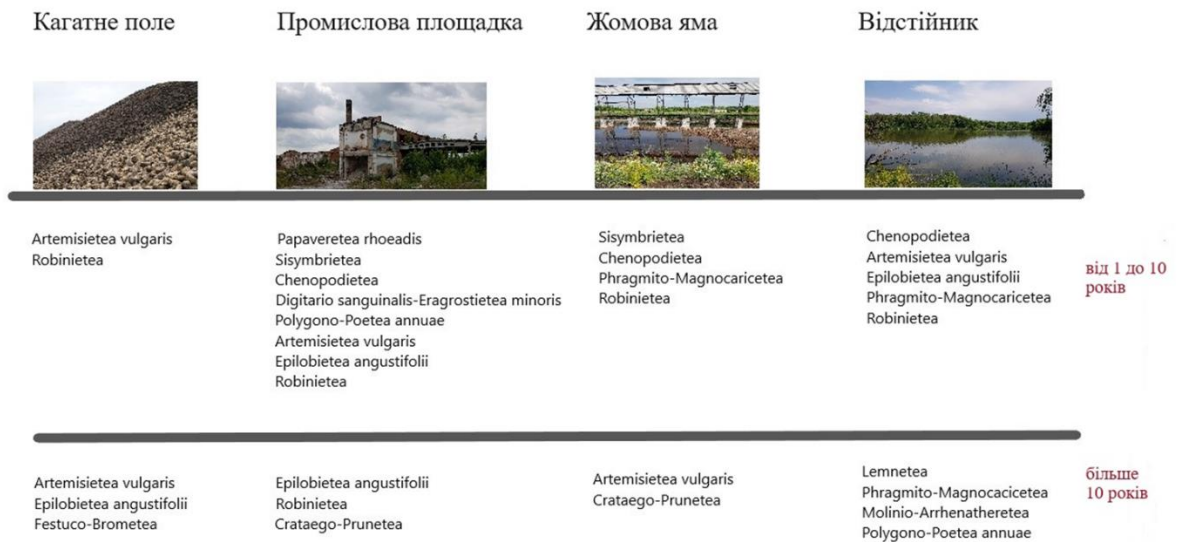 Кагатне поле
Промислова площадка
Жомова яма
Відстійник
Artemisietea vulgaris
Robinietea
Papaveretea rhoeadis
Sisymbrietea
Chenopodietea
Digitario sanguinalis-Eragrostietea minoris
Polygono-Poetea annuae
Artemisietea vulgaris
Epilobietea angustifolii
Robinietea
Sisymbrietea
Chenopodietea
Phragmito-Magnocaricetea
Robinietea
Chenopodietea
Artemisietea vulgaris
Epilobietea angustifolii
Phragmito-Magnocaricetea
Robinietea
від 1 до 10
років
Artemisietea vulgaris
Epilobietea angustifolii
Festuco-Brometea
Epilobietea angustifolii
Robinietea
Crataego-Prunetea
Artemisietea vulgaris
Crataego-Prunetea
Lemnetea
Phragmito-Magnocacicetea
Molinio-Arrhenatheretea
Polygono-Poetea annuae
більше
10 років